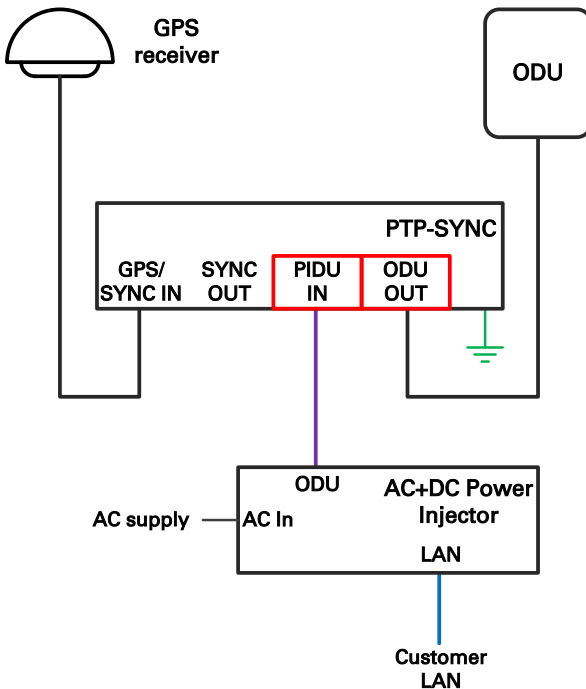 GPS
receiver
ODU
PTP-SYNC
GPS/
SYNC IN
SYNC
OUT
PIDU
IN
ODU
OUT
ODU
AC+DC Power
Injector
AC supply
AC In
LAN
Customer
LAN